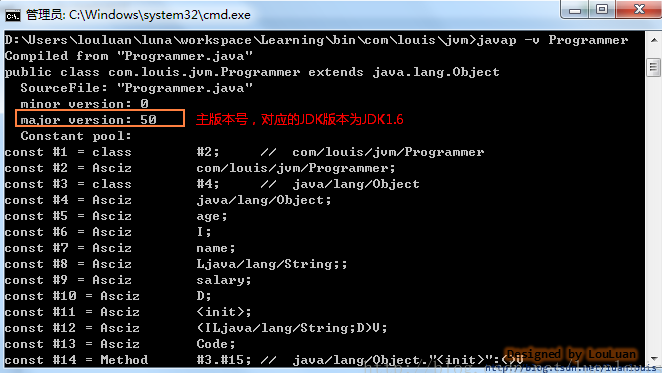 管理员: C:\Windows\system32\cmd.exe
D:\Users\louluan\luna\workspace\Learning\bin\com\louis\jvm>javap -v Programmer
Compiled from "Programmer.java"
public class com.louis.jvm.Programmer extends java.lang.Object
SourceFile: "Programmer.java"
minor version: 0
major version: 50 主版本号，对应的JDK版本为JDK1.6
Constant pool:
const #1 = class #2; // com/louis/jvm/Programmer
const #2 = Asciz com/louis/jvm/Programmer;
const #3 = class #4; // java/lang/Object
const #4 = Asciz java/lang/Object;
const #5 = Asciz age;
const #6 = Asciz I;
const #7 = Asciz name;
const #8 = Asciz Ljava/lang/String;;
const #9 = Asciz salary;
const #10 = Asciz D;
const #11 = Asciz <init>;
const #12 = Asciz (ILjava/lang/String;D)V;
const #13 = Asciz Code;
const #14 = Method #3.#15; // java/lang/Object."<init>":()V
Designed by LouLuan